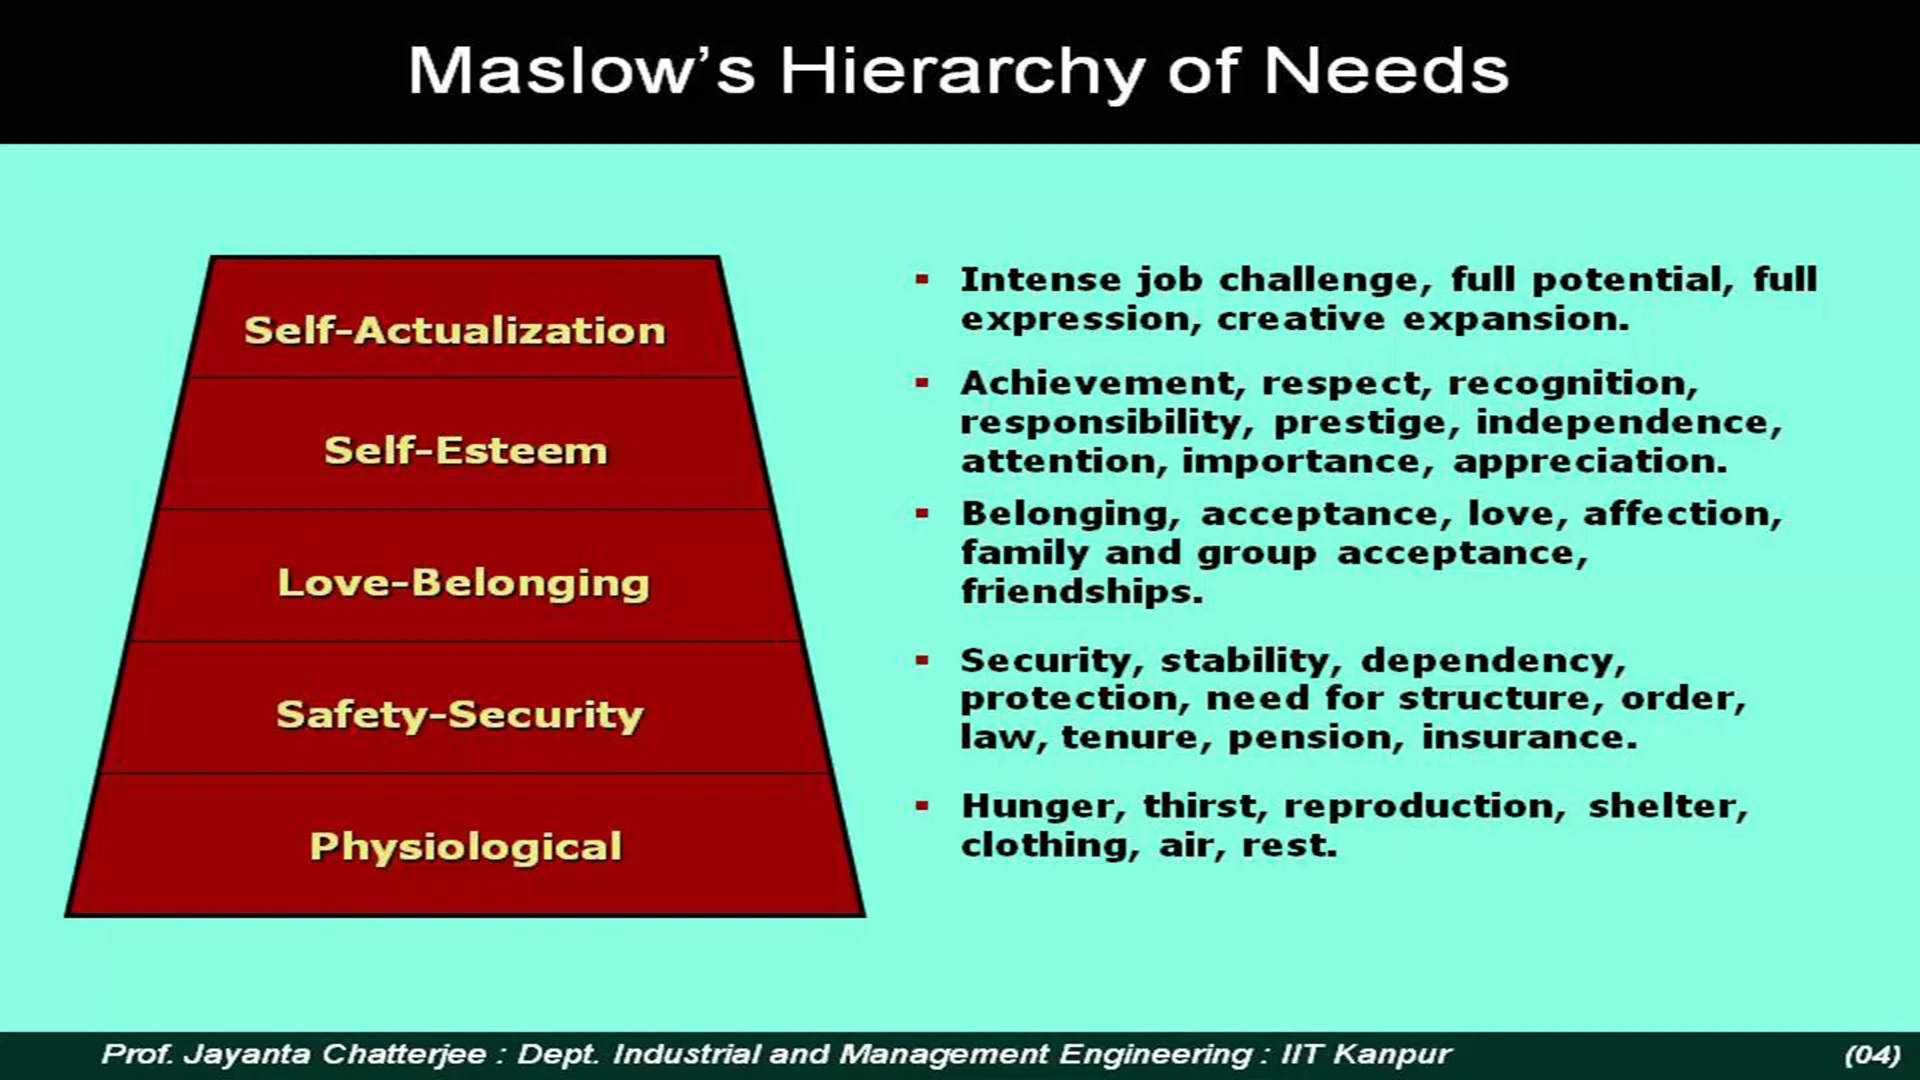 Maslow's Hierarchy of Needs
Self-Actualization
Self-Esteem
Love-Belonging
Safety-Security
Physiological
▪ Intense job challenge, full potential, full
expression, creative expansion.
▪ Achievement, respect, recognition,
responsibility, prestige, independence,
attention, importance, appreciation.
▪ Belonging, acceptance, love, affection,
family and group acceptance,
friendships.
▪ Security, stability, dependency,
protection, need for structure, order,
law, tenure, pension, insurance.
▪ Hunger, thirst, reproduction, shelter,
clothing, air, rest.
Prof. Jayanta Chatterjee : Dept. Industrial and Management Engineering : IIT Kanpur
(04)